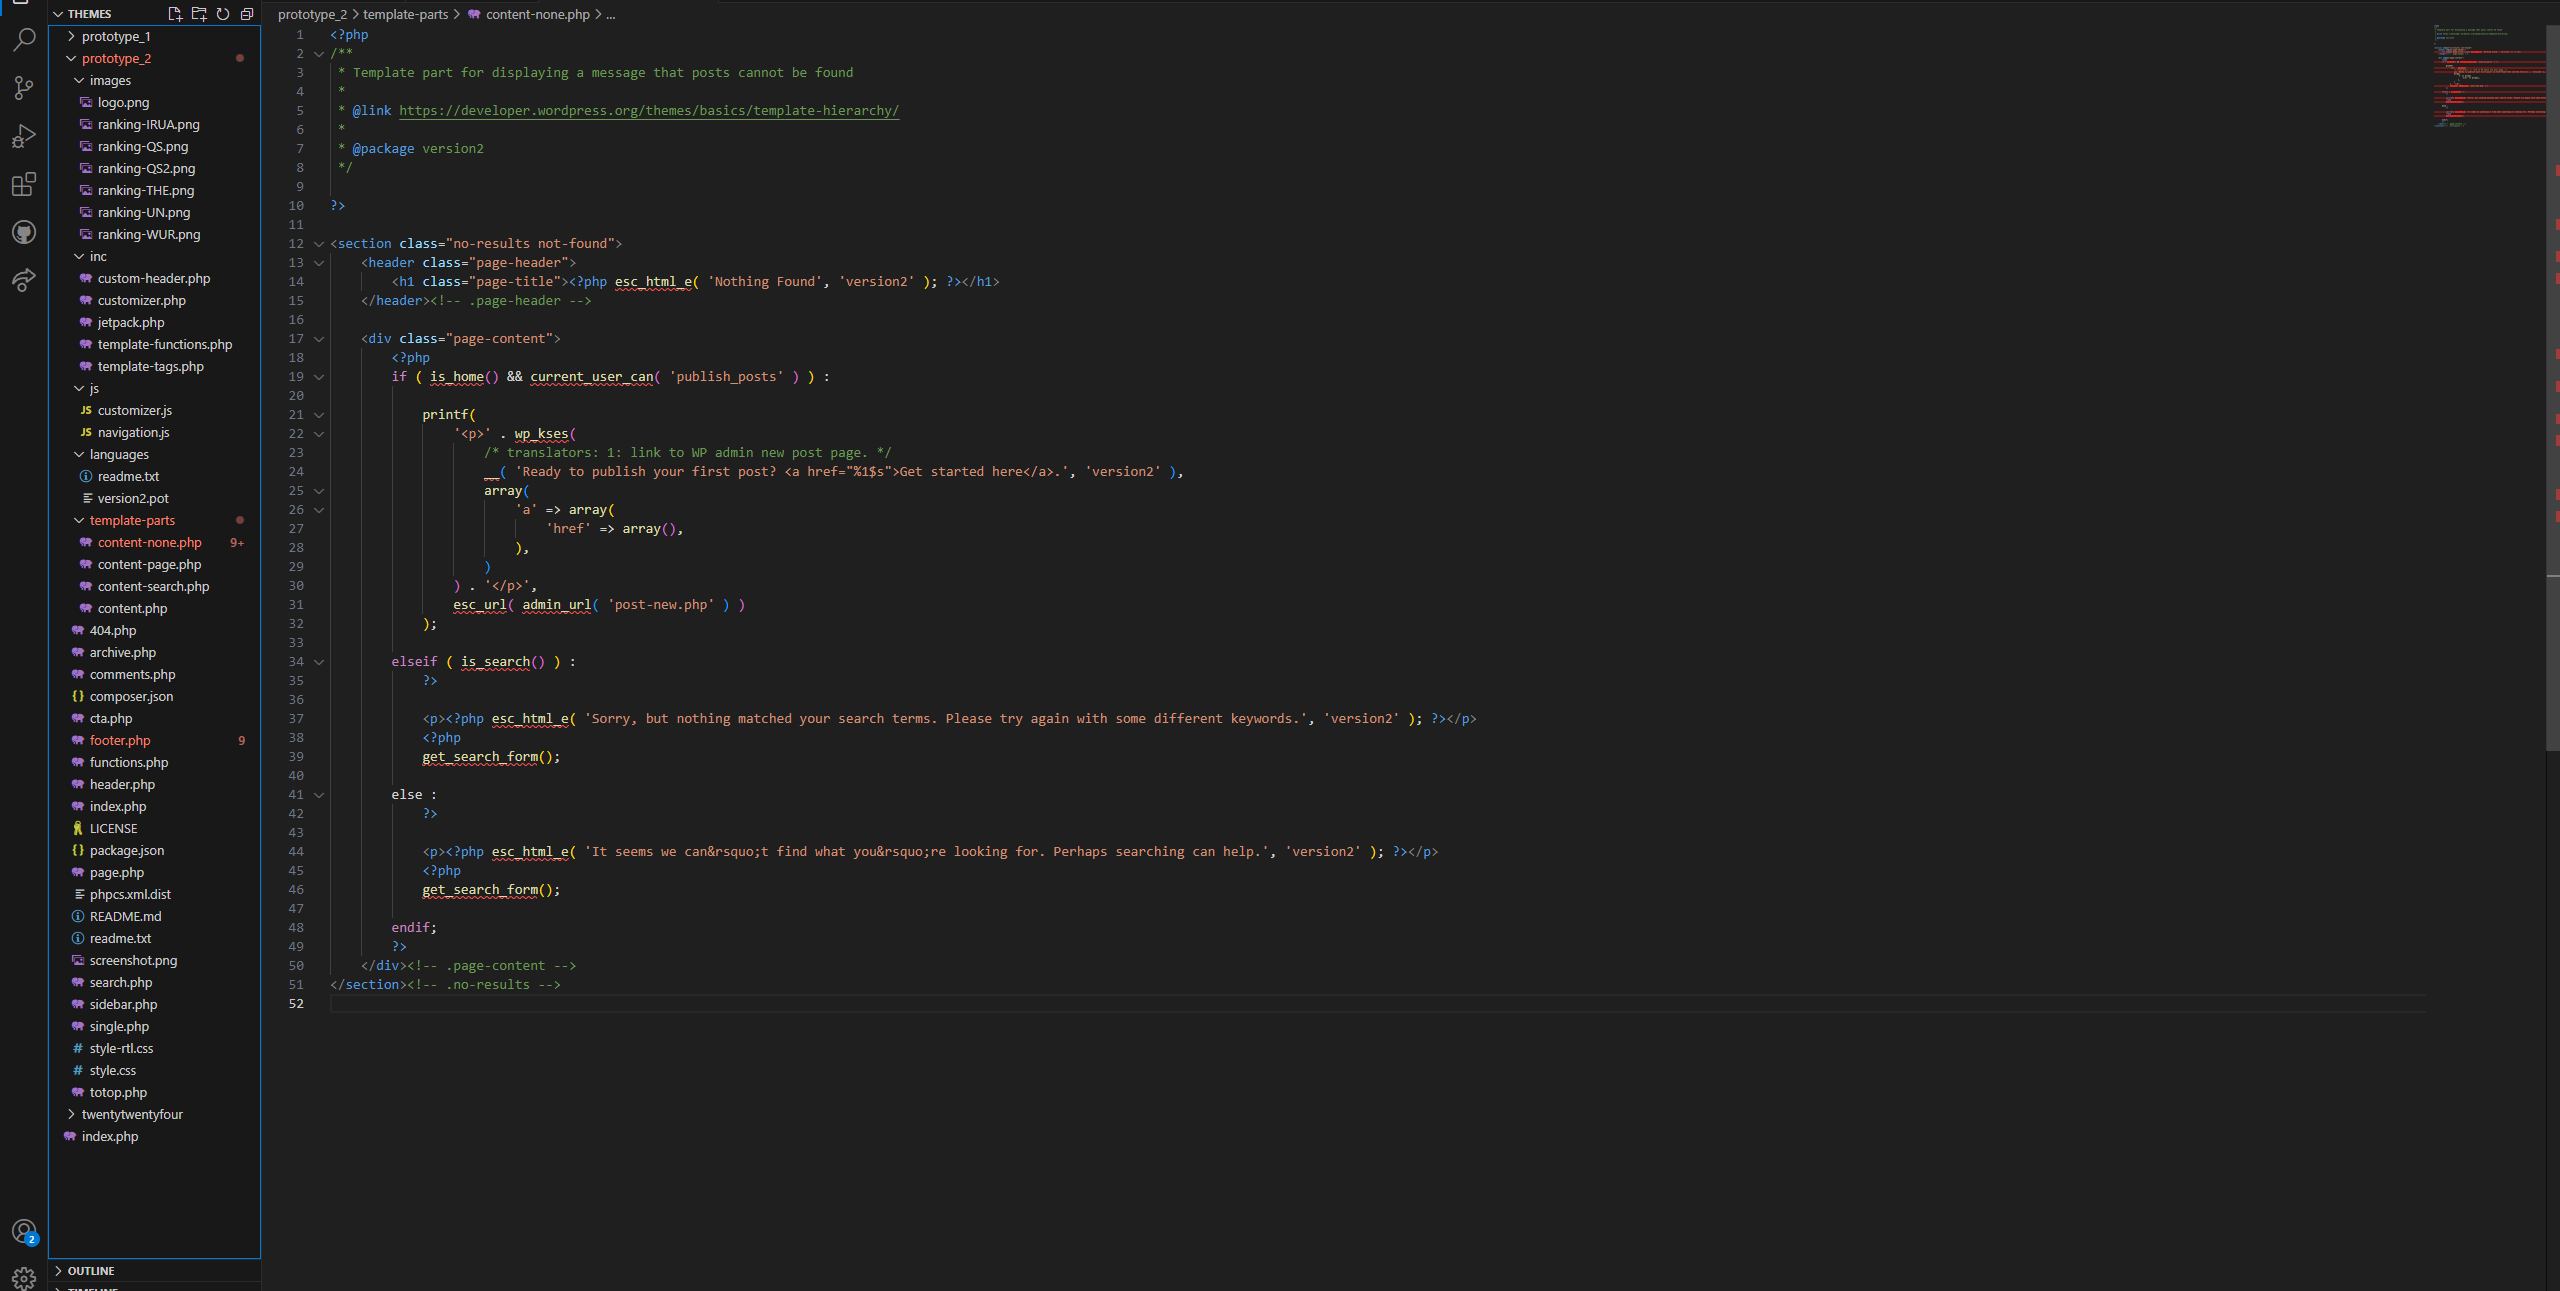 THEMES
prototype_1
prototype_2
images
logo.png
ranking-IRUA.png
ranking-QS.png
ranking-QS2.png
ranking-THE.png
ranking-UN.png
ranking-WUR.png
inc
custom-header.php
customizer.php
jetpack.php
template-functions.php
template-tags.php
js
JS customizer.js
JS navigation.js
languages
readme.txt
version2.pot
template-parts
content-none.php 9+
content-page.php
content-search.php
content.php
404.php
archive.php
comments.php
{} composer.json
cta.php
footer.php 9
functions.php
header.php
index.php
LICENSE
{} package.json
page.php
phpcs.xml.dist
README.md
readme.txt
screenshot.png
search.php
sidebar.php
single.php
# style-rtl.css
# style.css
totop.php
twentytwentyfour
index.php
2
OUTLINE
TIMELINE
prototype_2 > template-parts > content-none.php > ...
1 <?php
2 /**
3  * Template part for displaying a message that posts cannot be found
4  *
5  * @link https://developer.wordpress.org/themes/basics/template-hierarchy/
6  *
7  * @package version2
8  */
9
10 ?>
11
12 <section class="no-results not-found">
13     <header class="page-header">
14         <h1 class="page-title"><?php esc_html_e( 'Nothing Found', 'version2' ); ?></h1>
15     </header><!-- .page-header -->
16
17     <div class="page-content">
18         <?php
19         if ( is_home() && current_user_can( 'publish_posts' ) ) :
20
21             printf(
22                 '<p>' . wp_kses(
23                     /* translators: 1: link to WP admin new post page. */
24                     __( 'Ready to publish your first post? <a href="%1$s">Get started here</a>.', 'version2' ),
25                     array(
26                         'a' => array(
27                             'href' => array(),
28                         ),
29                     )
30                 ) . '</p>',
31                 esc_url( admin_url( 'post-new.php' ) )
32             );
33
34         elseif ( is_search() ) :
35             ?>
36
37             <p><?php esc_html_e( 'Sorry, but nothing matched your search terms. Please try again with some different keywords.', 'version2' ); ?></p>
38             <?php
39             get_search_form();
40
41         else :
42             ?>
43
44             <p><?php esc_html_e( 'It seems we can&rsquo;t find what you&rsquo;re looking for. Perhaps searching can help.', 'version2' ); ?></p>
45             <?php
46             get_search_form();
47
48         endif;
49         ?>
50     </div><!-- .page-content -->
51 </section><!-- .no-results -->
52